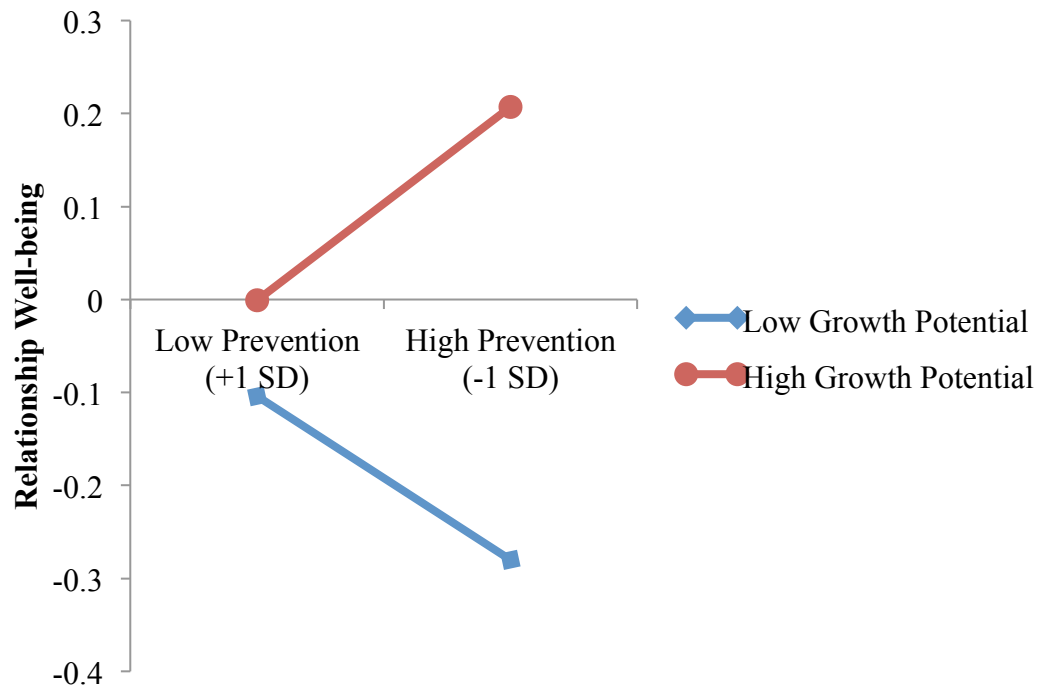 0.3
0.2
0.1
0
-0.1
-0.2
-0.3
-0.4
Relationship Well-being
Low Prevention
(+1 SD)
High Prevention
(-1 SD)
Low Growth Potential
High Growth Potential